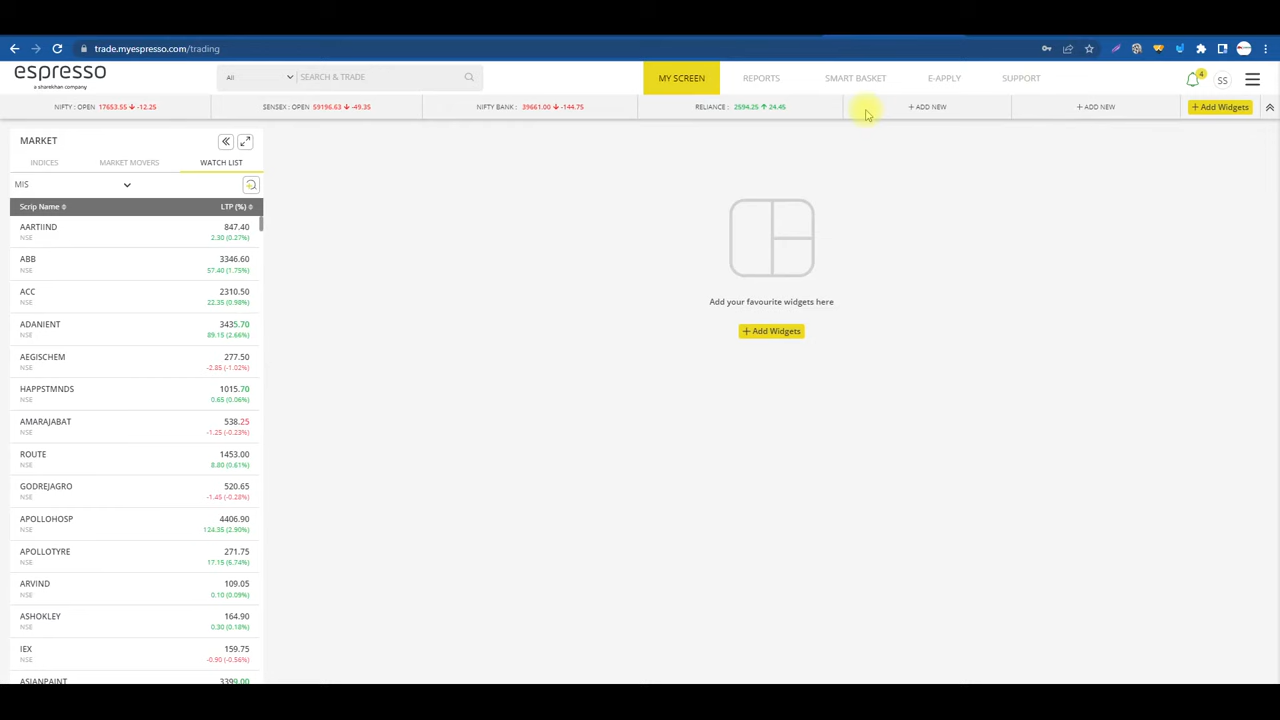 trade.myespresso.com/trading
espresso
a sharekhan company
All
SEARCH & TRADE
MY SCREEN
REPORTS
SMART BASKET
E-APPLY
SUPPORT
4
SS
NIFTY : OPEN 17653.55 -12.25
SENSEX : OPEN 59196.63 -49.35
NIFTY BANK : 39661.00 -144.75
RELIANCE : 2594.25 24.45
+ ADD NEW
+ ADD NEW
+ Add Widgets
MARKET
INDICES
MARKET MOVERS
WATCH LIST
MIS
Scrip Name
LTP (%)
AARTIIND 847.40
NSE 2.30 (0.27%)
ABB 3346.60
NSE 57.40 (1.75%)
ACC 2310.50
NSE 22.35 (0.98%)
ADANIENT 3435.70
NSE 89.15 (2.66%)
AEGISCHEM 277.50
NSE -2.85 (-1.02%)
HAPPSTMNDS 1015.70
NSE 0.65 (0.06%)
AMARAJABAT 538.25
NSE -1.25 (-0.23%)
ROUTE 1453.00
NSE 8.80 (0.61%)
GODREJAGRO 520.65
NSE -1.45 (-0.28%)
APOLLOHOSP 4406.90
NSE 124.35 (2.90%)
APOLLOTYRE 271.75
NSE 17.15 (6.74%)
ARVIND 109.05
NSE 0.10 (0.09%)
ASHOKLEY 164.90
NSE 0.30 (0.18%)
IEX 159.75
NSE -0.90 (-0.56%)
ASIANPAINT 3399.00
Add your favourite widgets here
+ Add Widgets